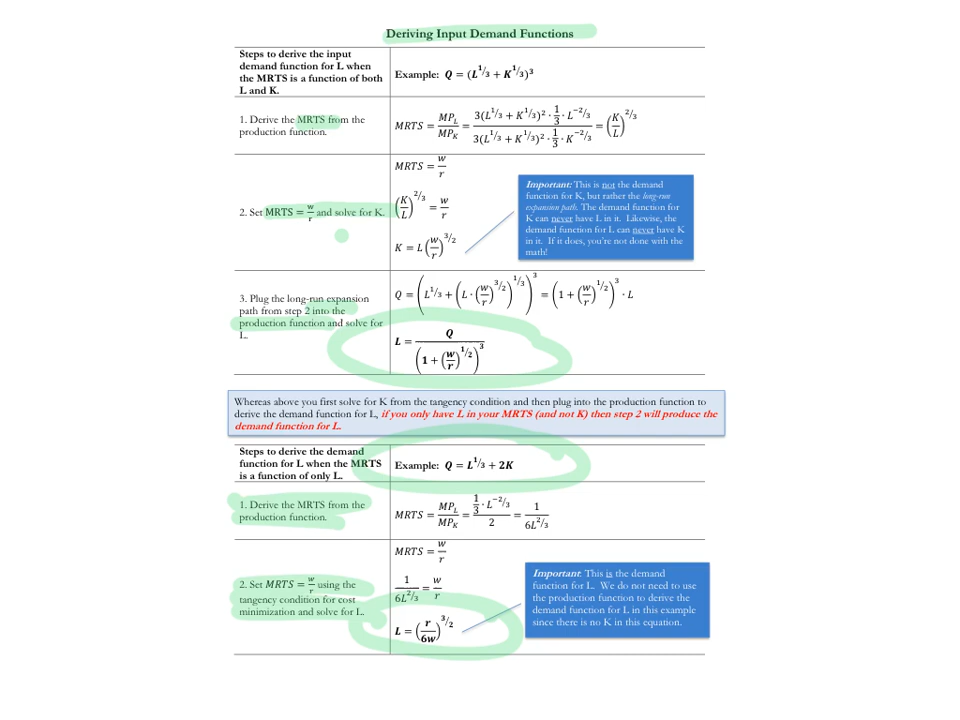 Deriving Input Demand Functions
Steps to derive the input
demand function for L when
the MRTS is a function of both
L and K.
Example: Q = (L^{1/3} + K^{1/3})^3
1. Derive the MRTS from the
production function.
MRTS = MP_L/MP_K = (3(L^{1/3} + K^{1/3})^2 · 1/3 · L^{-2/3})/(3(L^{1/3} + K^{1/3})^2 · 1/3 · K^{-2/3}) = (K/L)^{2/3}
2. Set MRTS = w/r and solve for K.
MRTS = w/r
(K/L)^{2/3} = w/r
K = L(w/r)^{3/2}
Important: This is not the demand
function for K, but rather the long-run
expansion path. The demand function for
K can never have L in it. Likewise, the
demand function for L can never have K
in it. If it does, you're not done with the
math!
3. Plug the long-run expansion
path from step 2 into the
production function and solve for
L.
Q = (L^{1/3} + (L · (w/r)^{3/2})^{1/3})^3 = (1 + (w/r)^{1/2})^3 · L
L = Q/(1 + (w/r)^{1/2})^3
Whereas above you first solve for K from the tangency condition and then plug into the production function to
derive the demand function for L, if you only have L in your MRTS (and not K) then step 2 will produce the
demand function for L.
Steps to derive the demand
function for L when the MRTS
is a function of only L.
Example: Q = L^{1/3} + 2K
1. Derive the MRTS from the
production function.
MRTS = MP_L/MP_K = (1/3 · L^{-2/3})/2 = 1/(6L^{2/3})
2. Set MRTS = w/r using the
tangency condition for cost
minimization and solve for L.
MRTS = w/r
1/(6L^{2/3}) = w/r
L = (r/6w)^{3/2}
Important: This is the demand
function for L. We do not need to use
the production function to derive the
demand function for L in this example
since there is no K in this equation.